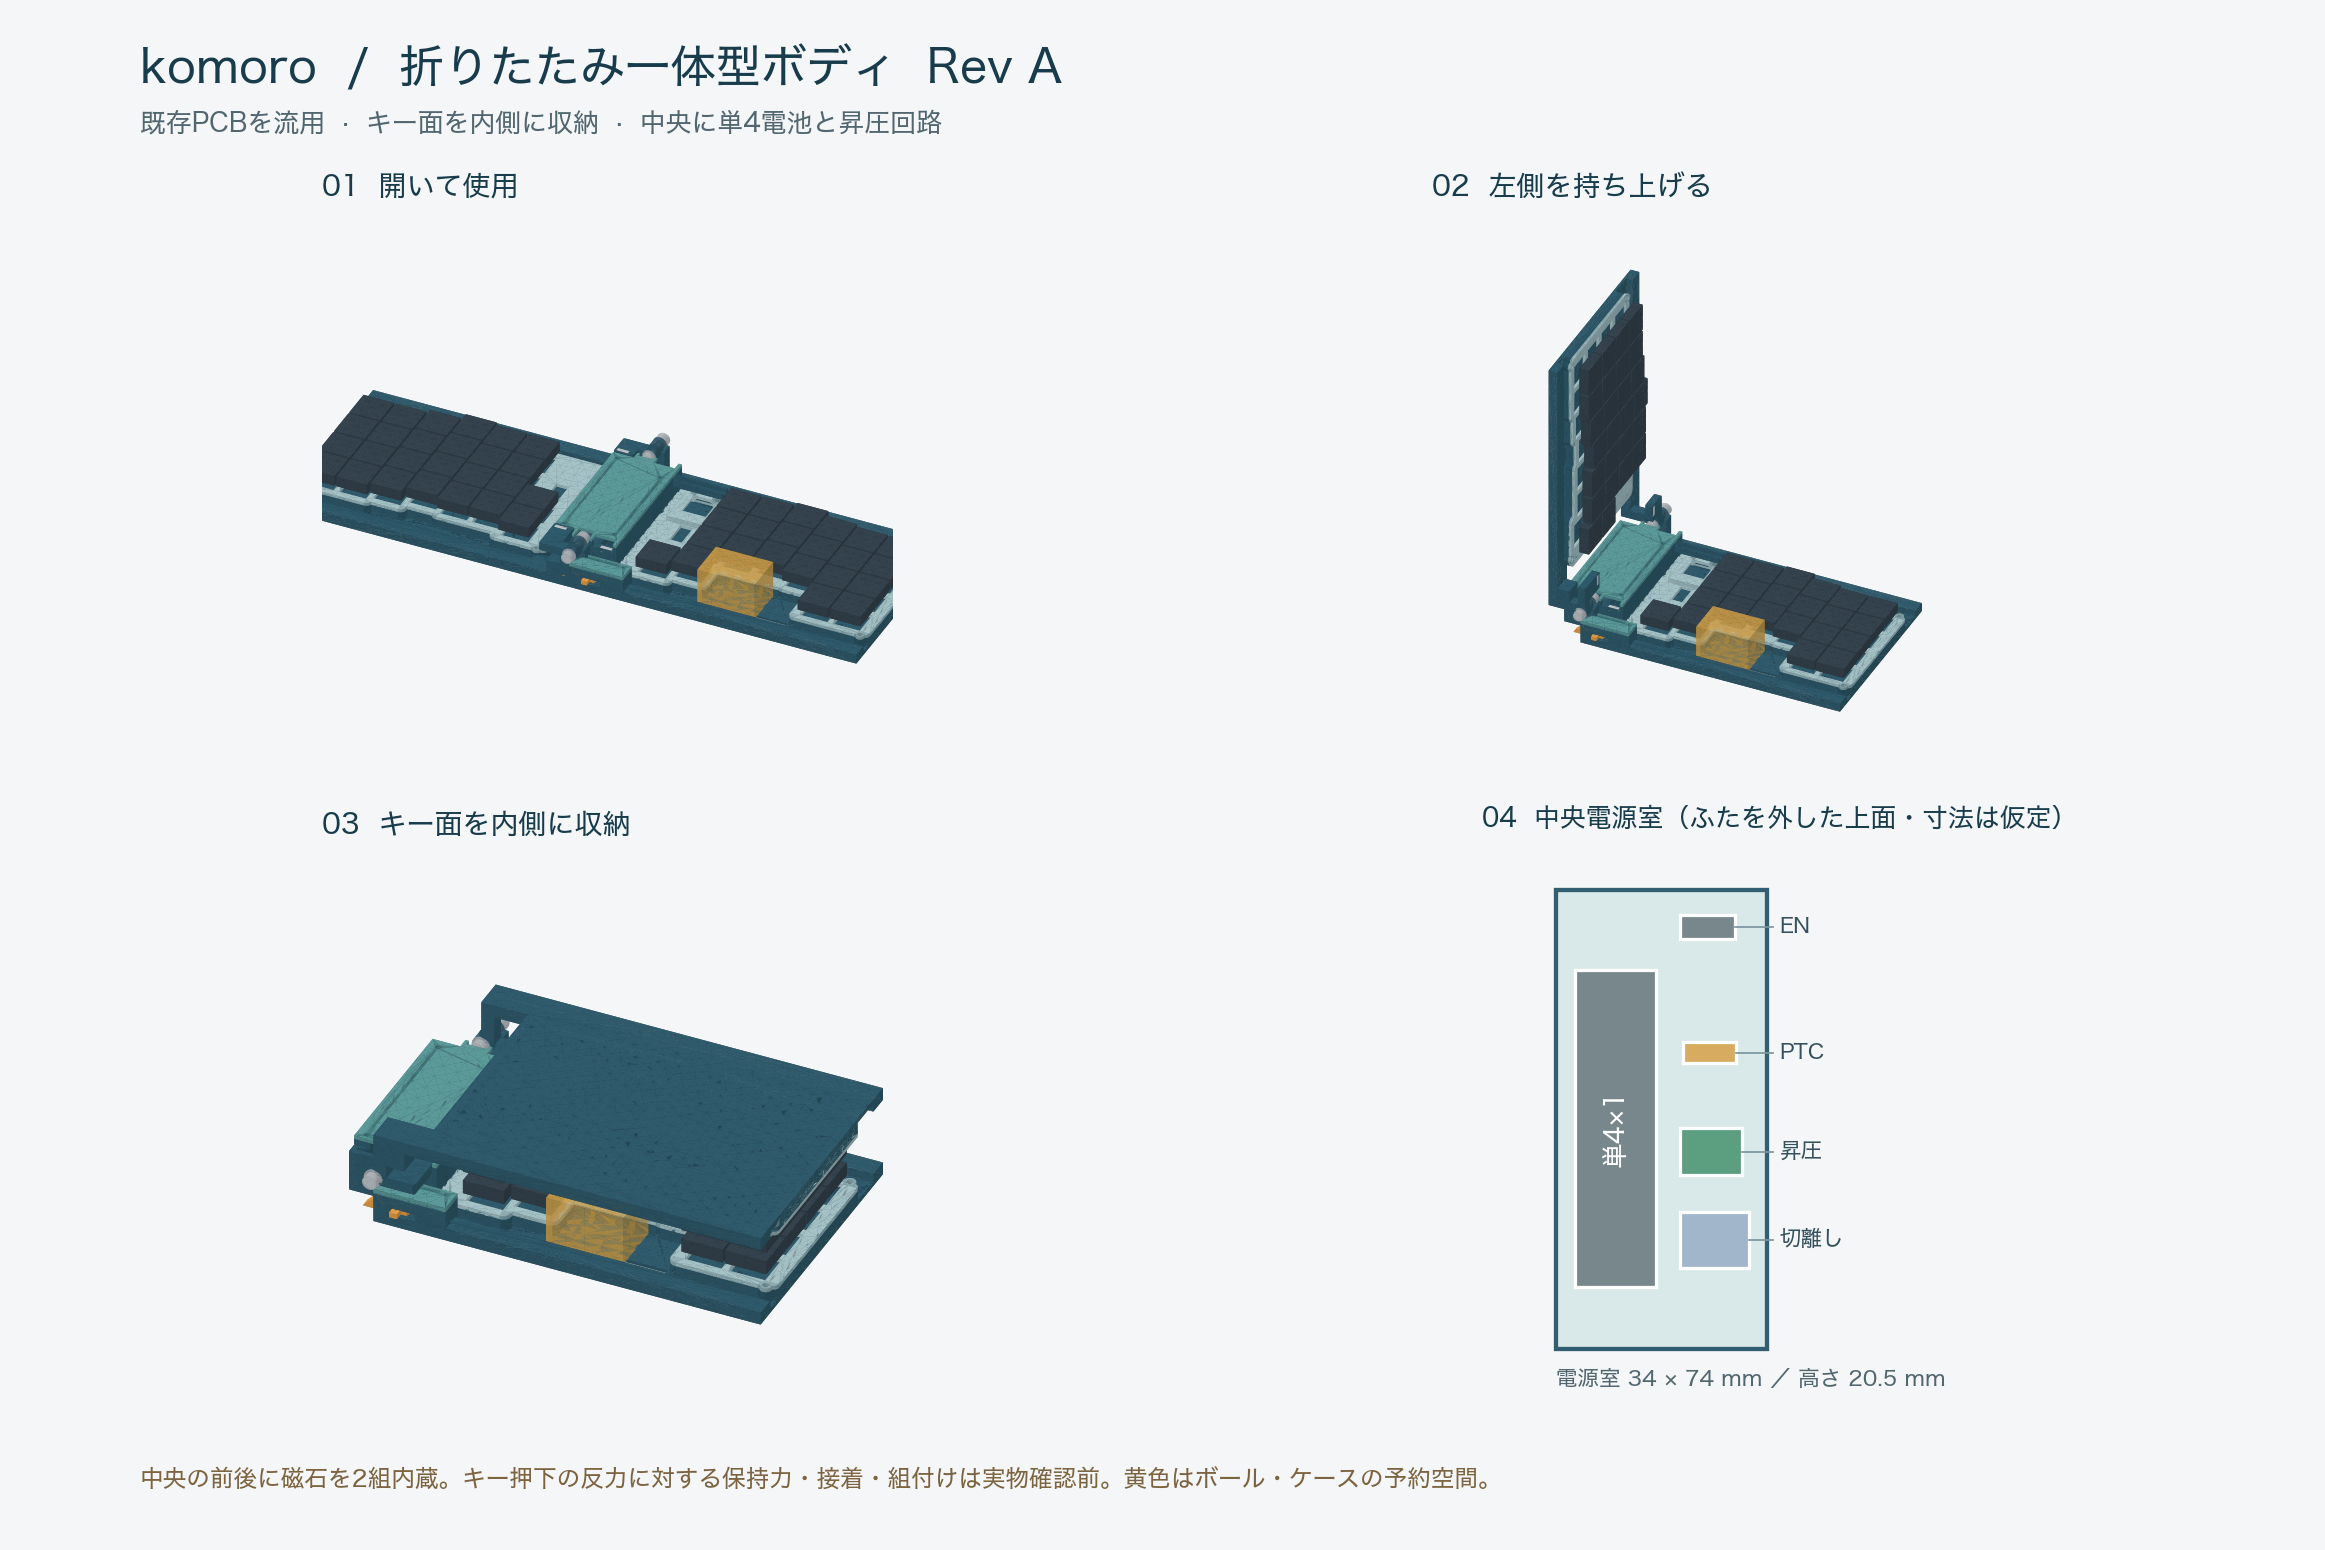 komoro / 折りたたみ一体型ボディ Rev A
既存PCBを流用 · キー面を内側に収納 · 中央に単4電池と昇圧回路
01 開いて使用
02 左側を持ち上げる
03 キー面を内側に収納
04 中央電源室（ふたを外した上面・寸法は仮定）
EN
PTC
単4×1
昇圧
切離し
電源室 34 × 74 mm ／ 高さ 20.5 mm
中央の前後に磁石を2組内蔵。キー押下の反力に対する保持力・接着・組付けは実物確認前。黄色はボール・ケースの予約空間。